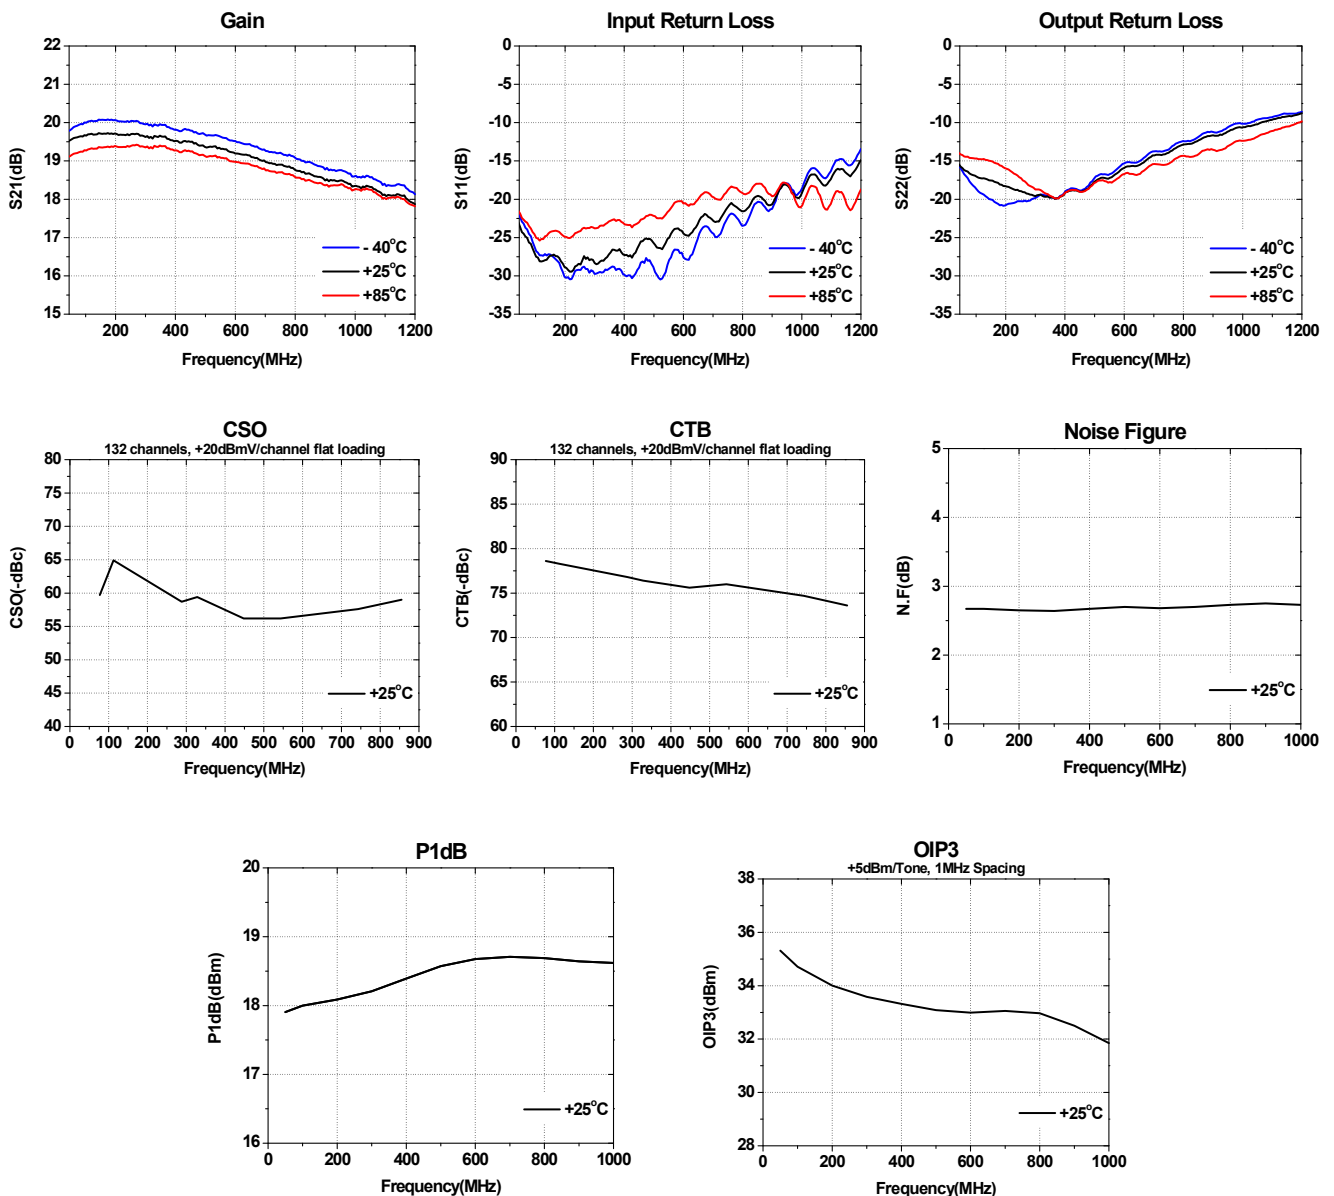 Gain
22
21
20
19
18
17
16
15
S21(dB)
- 40°C
+25°C
+85°C
200 400 600 800 1000 1200
Frequency(MHz)
Input Return Loss
0
-5
-10
-15
-20
-25
-30
-35
S11(dB)
- 40°C
+25°C
+85°C
200 400 600 800 1000 1200
Frequency(MHz)
Output Return Loss
0
-5
-10
-15
-20
-25
-30
-35
S22(dB)
- 40°C
+25°C
+85°C
200 400 600 800 1000 1200
Frequency(MHz)
CSO
132 channels, +20dBmV/channel flat loading
80
75
70
65
60
55
50
45
40
CSO(-dBc)
+25°C
0 100 200 300 400 500 600 700 800 900
Frequency(MHz)
CTB
132 channels, +20dBmV/channel flat loading
90
85
80
75
70
65
60
CTB(-dBc)
+25°C
0 100 200 300 400 500 600 700 800 900
Frequency(MHz)
Noise Figure
5
4
3
2
1
N.F(dB)
+25°C
0 200 400 600 800 1000
Frequency(MHz)
P1dB
20
19
18
17
16
P1dB(dBm)
+25°C
0 200 400 600 800 1000
Frequency(MHz)
OIP3
+5dBm/Tone, 1MHz Spacing
38
36
34
32
30
28
OIP3(dBm)
+25°C
0 200 400 600 800 1000
Frequency(MHz)